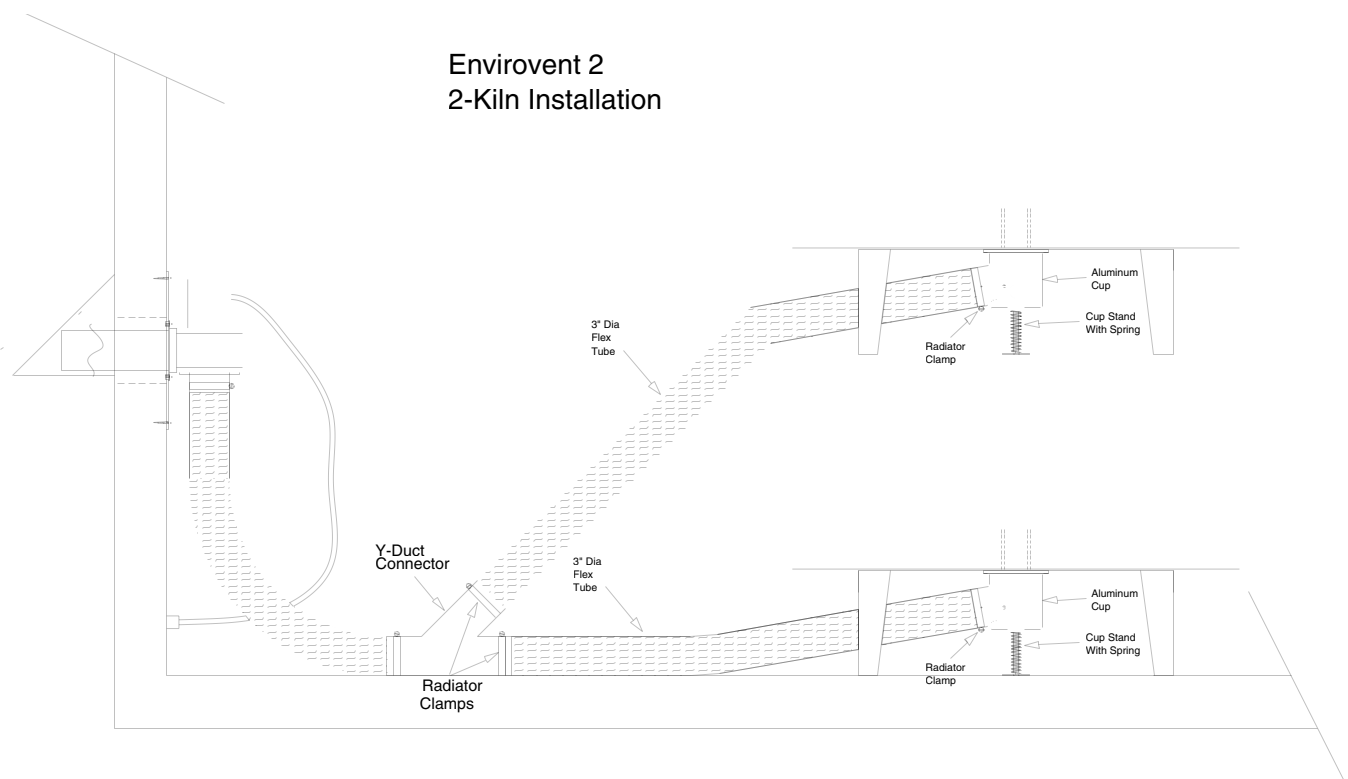 Envirovent 2
2-Kiln Installation
3" Dia
Flex
Tube
Aluminum
Cup
Cup Stand
With Spring
Radiator
Clamp
Y-Duct
Connector
3" Dia
Flex
Tube
Radiator
Clamps
Aluminum
Cup
Cup Stand
With Spring
Radiator
Clamp